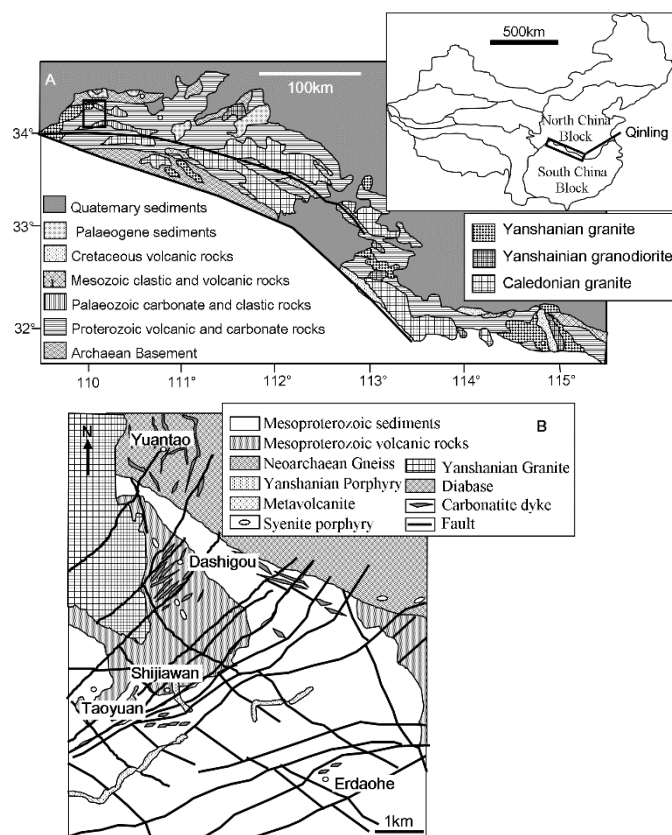 A
100km
34°
33°
32°
110
111°
112°
113°
114°
115°
Quaternary sediments
Palaeogene sediments
Cretaceous volcanic rocks
Mesozoic clastic and volcanic rocks
Palaeozoic carbonate and clastic rocks
Proterozoic volcanic and carbonate rocks
Archaean Basement
500km
North China
Block
Qinling
South China
Block
Yanshanian granite
Yanshainian granodiorite
Caledonian granite
B
Mesoproterozoic sediments
Mesoproterozoic volcanic rocks
Neoarchaean Gneiss
Yanshanian Porphyry
Metavolcanite
Syenite porphyry
Yanshanian Granite
Diabase
Carbonatite dyke
Fault
N
Yuantao
Dashigou
Shijiawan
Taoyuan
Erdaohe
1km